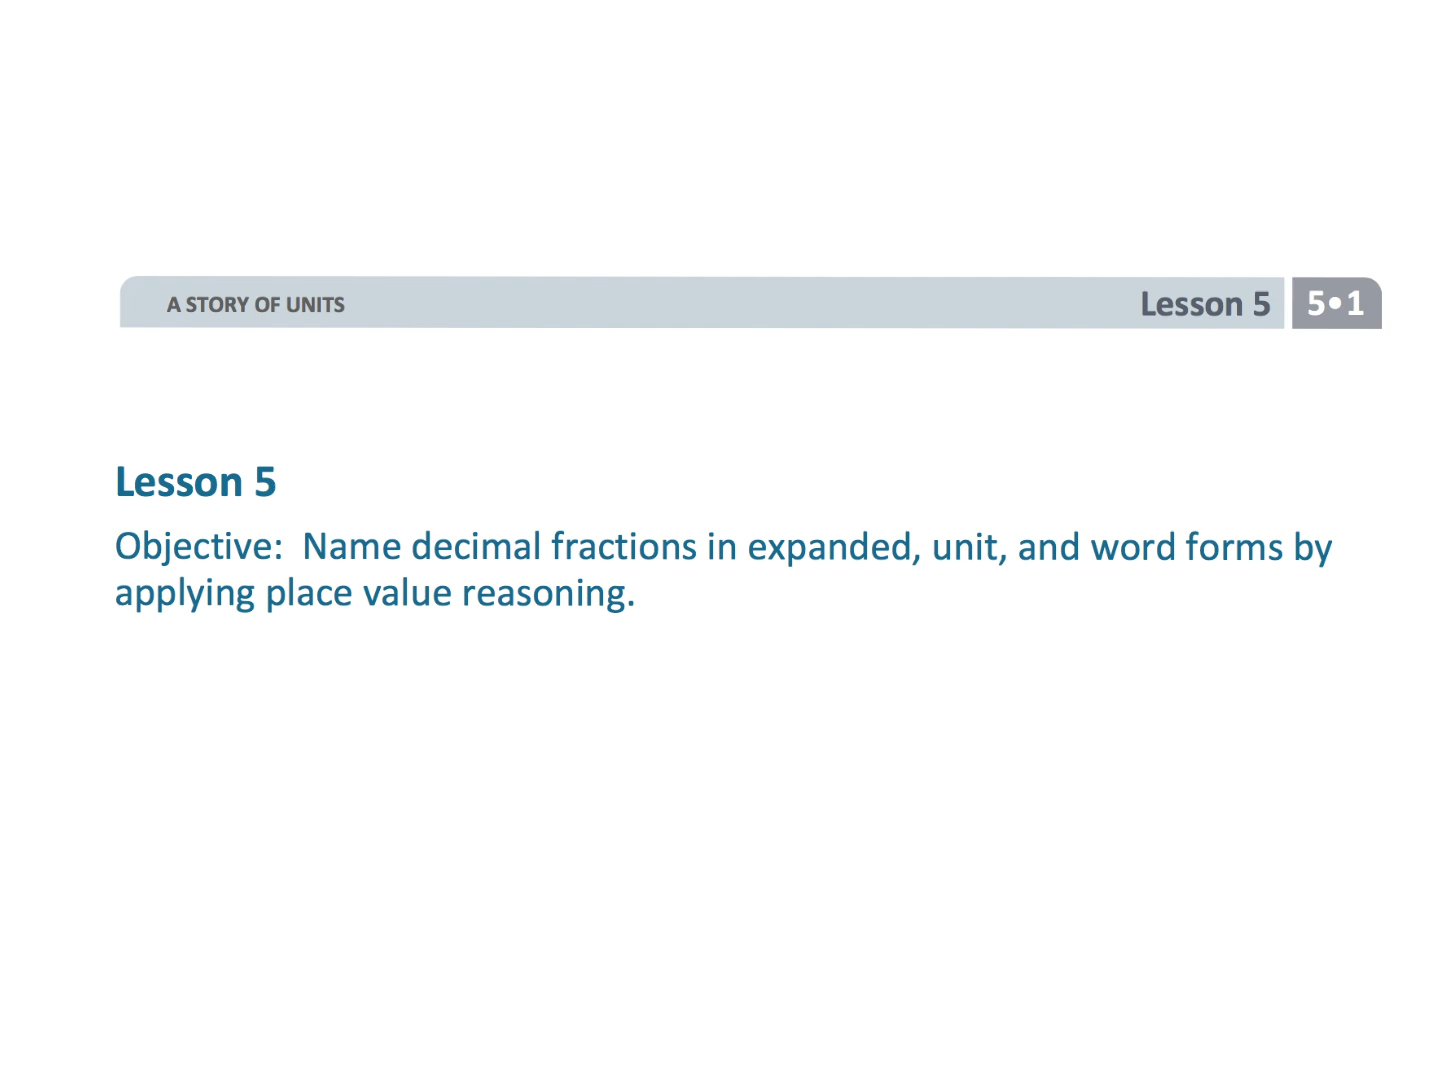 A STORY OF UNITS
Lesson 5
5•1
Lesson 5
Objective:  Name decimal fractions in expanded, unit, and word forms by
applying place value reasoning.